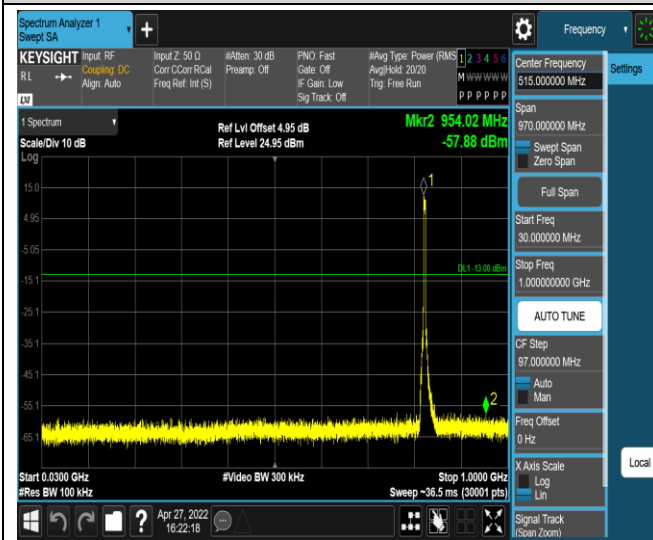 Spectrum Analyzer 1
Swept SA
Frequency
KEYSIGHT
RL
LXI
Input: RF
Coupling: DC
Align: Auto
Input Z: 50 Ω
Corr CCorr RCal
Freq Ref: Int (S)
#Atten: 30 dB
Preamp: Off
PNO: Fast
Gate: Off
IF Gain: Low
Sig Track: Off
#Avg Type: Power (RMS
Avg|Hold: 20/20
Trig: Free Run
1 2 3 4 5 6
M W W W W W
P P P P P P
1 Spectrum
Scale/Div 10 dB
Log
Ref Lvl Offset 4.95 dB
Ref Level 24.95 dBm
Mkr2 954.02 MHz
-57.88 dBm
15.0
4.95
-5.05
-15.1
-25.1
-35.1
-45.1
-55.1
-65.1
1
DL1 -13.00 dBm
2
Start 0.0300 GHz
#Res BW 100 kHz
#Video BW 300 kHz
Stop 1.0000 GHz
Sweep ~36.5 ms (30001 pts)
Apr 27, 2022
16:22:18
Center Frequency
515.000000 MHz
Span
970.000000 MHz
Swept Span
Zero Span
Full Span
Start Freq
30.000000 MHz
Stop Freq
1.000000000 GHz
AUTO TUNE
CF Step
97.000000 MHz
Auto
Man
Freq Offset
0 Hz
X Axis Scale
Log
Lin
Signal Track
(Span Zoom)
Settings
Local